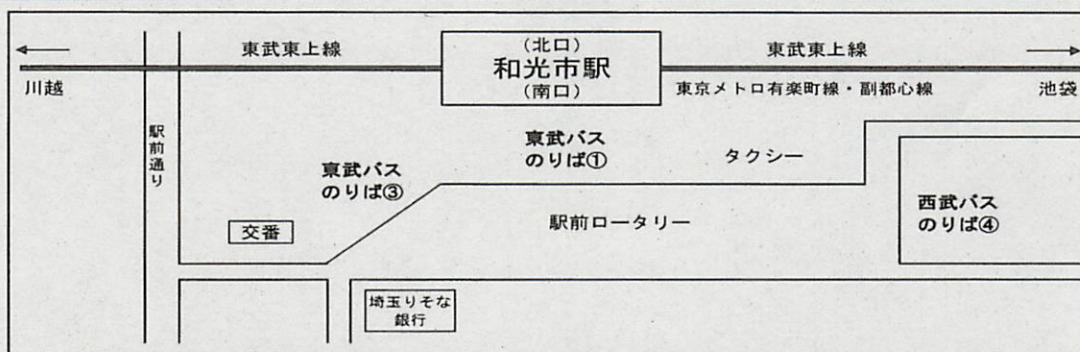 東武東上線
(北口)
和光市駅
(南口)
東武東上線
川越
東京メトロ有楽町線・副都心線
池袋
駅前通り
東武バス
のりば①
タクシー
東武バス
のりば③
西武バス
のりば④
駅前ロータリー
交番
埼玉りそな
銀行